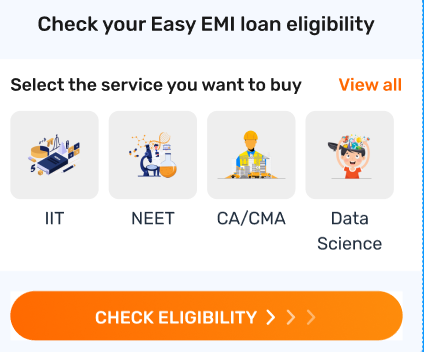 Check your Easy EMI loan eligibility
Select the service you want to buy
View all
IIT
NEET
CA/CMA
Data
Science
CHECK ELIGIBILITY